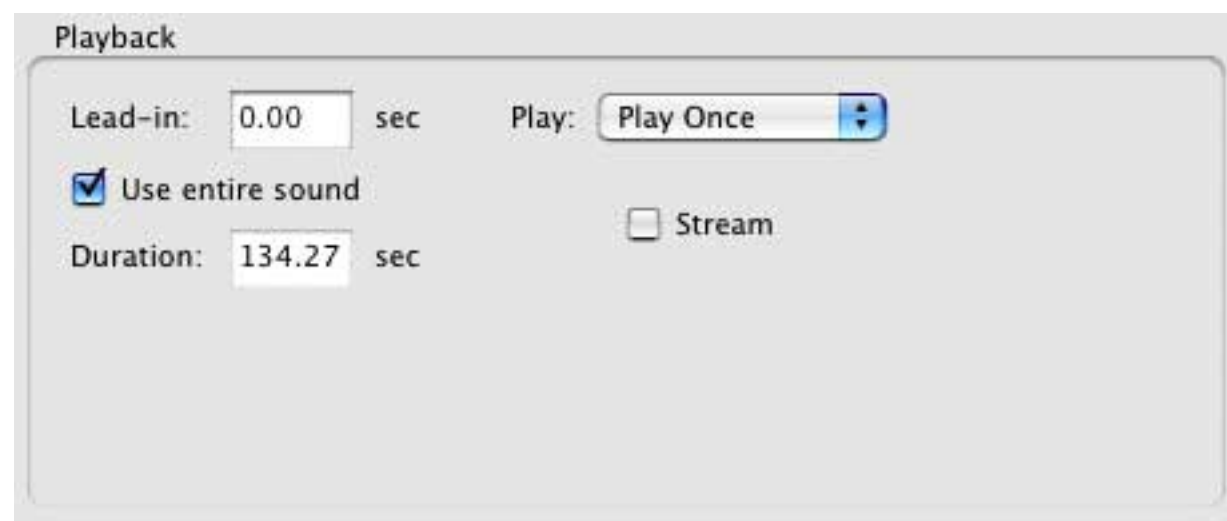 Playback
Lead-in: 0.00 sec Play: Play Once
Use entire sound
Stream
Duration: 134.27 sec